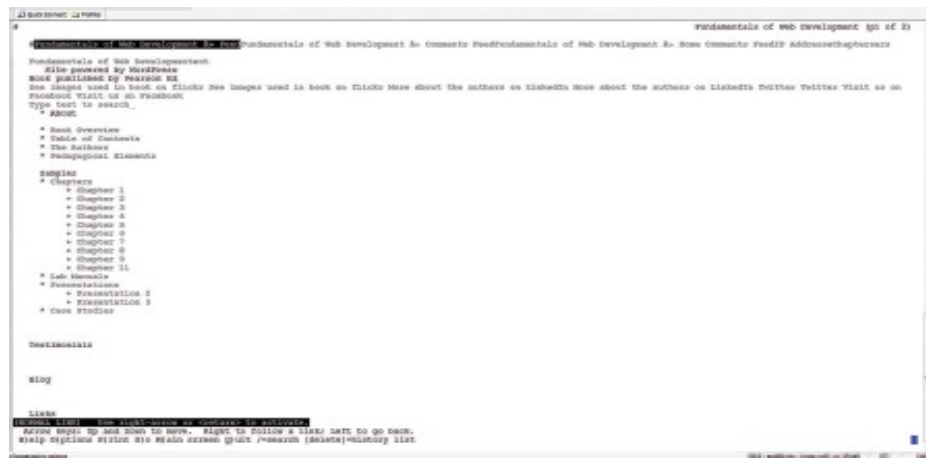 Quick Connect Profiles
# Fundamentals of Web Development (p1 of 2)
#Fundamentals of Web Development Â» Feed Fundamentals of Web Development Â» Comments Feed Fundamentals of Web Development Â» Home Comments Feed
Fundamentals of Web Development
Site powered by WordPress
Book published by Pearson Ed
See images used in book on Flickr See images used in book on Flickr More about the authors on LinkedIn More about the authors on LinkedIn Twitter Twitter Visit us on
Facebook Visit us on Facebook
Type text to search_
* About
* Book Overview
* Table of Contents
* The Authors
* Pedagogical Elements
Samples
* Chapters
+ Chapter 1
+ Chapter 2
+ Chapter 3
+ Chapter 4
+ Chapter 5
+ Chapter 6
+ Chapter 7
+ Chapter 8
+ Chapter 9
+ Chapter 11
* Lab Manuals
* Presentations
+ Presentation 2
+ Presentation 3
* Case Studies
Testimonials
Blog
Links
(NORMAL LINK) Use right-arrow or <return> to activate.
Arrow keys: Up and Down to move. Right to follow a link; Left to go back.
H)elp O)ptions P)rint G)o M)ain screen Q)uit /=search [delete]=history list